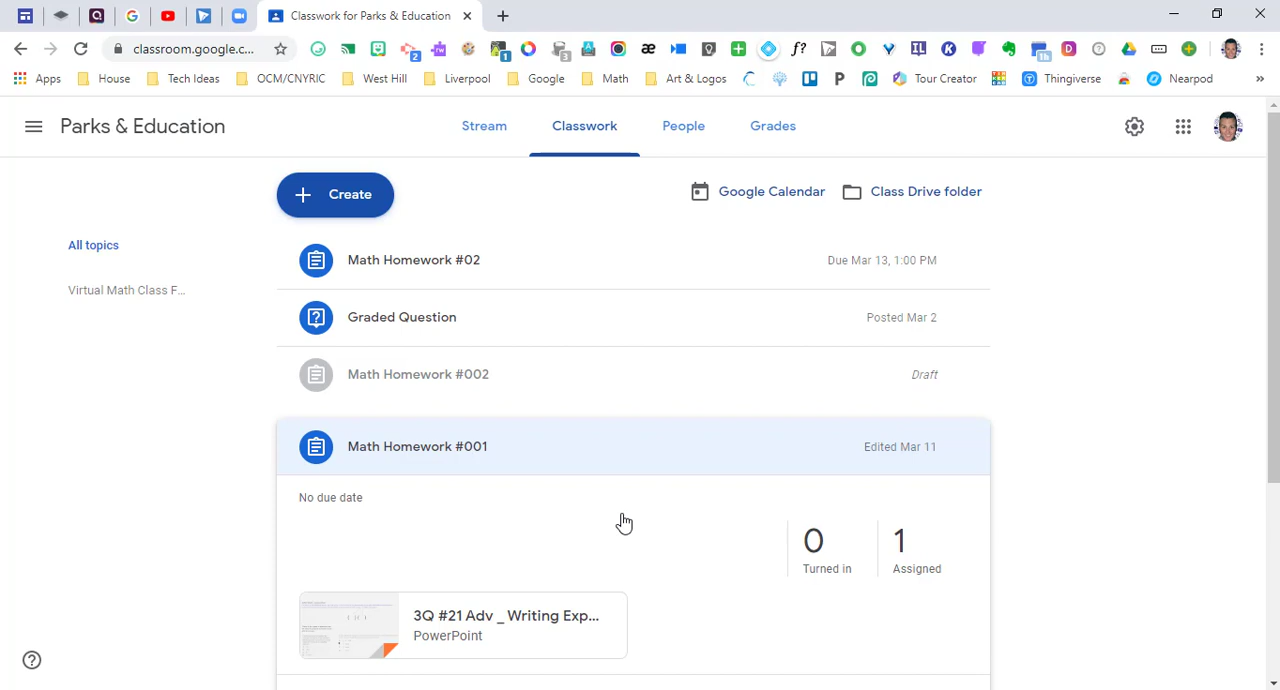 Classwork for Parks & Education
classroom.google.c...
Apps House Tech Ideas OCM/CNYRIC West Hill Liverpool Google Math Art & Logos Tour Creator Thingiverse Nearpod
Parks & Education
Stream Classwork People Grades
Create
Google Calendar Class Drive folder
All topics
Virtual Math Class F...
Math Homework #02 Due Mar 13, 1:00 PM
Graded Question Posted Mar 2
Math Homework #002 Draft
Math Homework #001 Edited Mar 11
No due date
0 1
Turned in Assigned
3Q #21 Adv _ Writing Exp...
PowerPoint